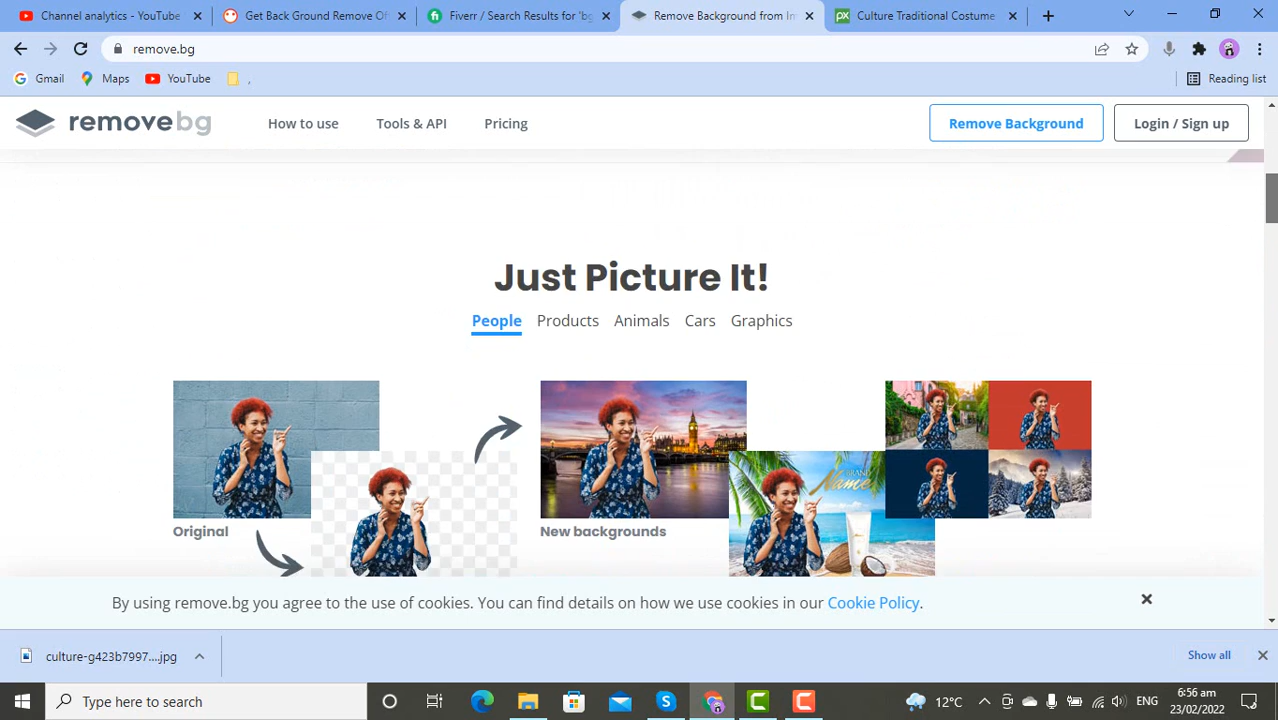 Channel analytics - YouTube
Get Back Ground Remove Of
Fiverr / Search Results for 'bg
Remove Background from Im
Culture Traditional Costume
remove.bg
Gmail Maps YouTube , Reading list
removebg How to use Tools & API Pricing Remove Background Login / Sign up
Just Picture It!
People Products Animals Cars Graphics
BRAND
Name
Original New backgrounds
By using remove.bg you agree to the use of cookies. You can find details on how we use cookies in our Cookie Policy.
culture-g423b7997....jpg Show all
Type here to search 12°C ENG 6:56 am
23/02/2022